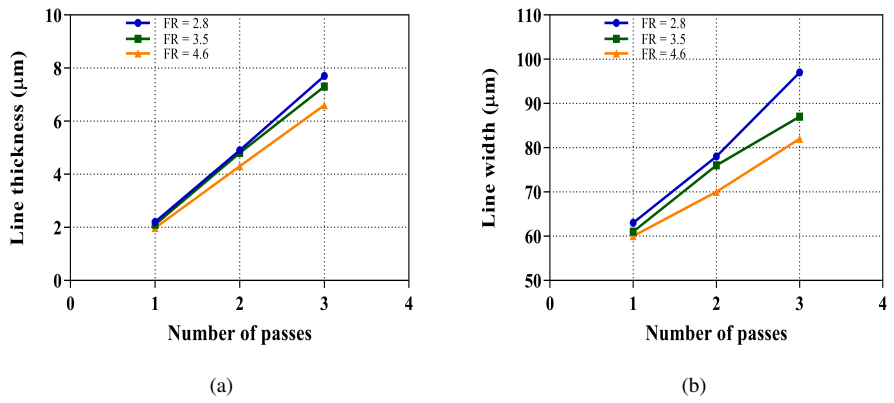 FR = 2.8
FR = 3.5
FR = 4.6
10
8
6
4
2
0
Line thickness (μm)
0 1 2 3 4
Number of passes
(a)
FR = 2.8
FR = 3.5
FR = 4.6
110
100
90
80
70
60
50
Line width (μm)
0 1 2 3 4
Number of passes
(b)